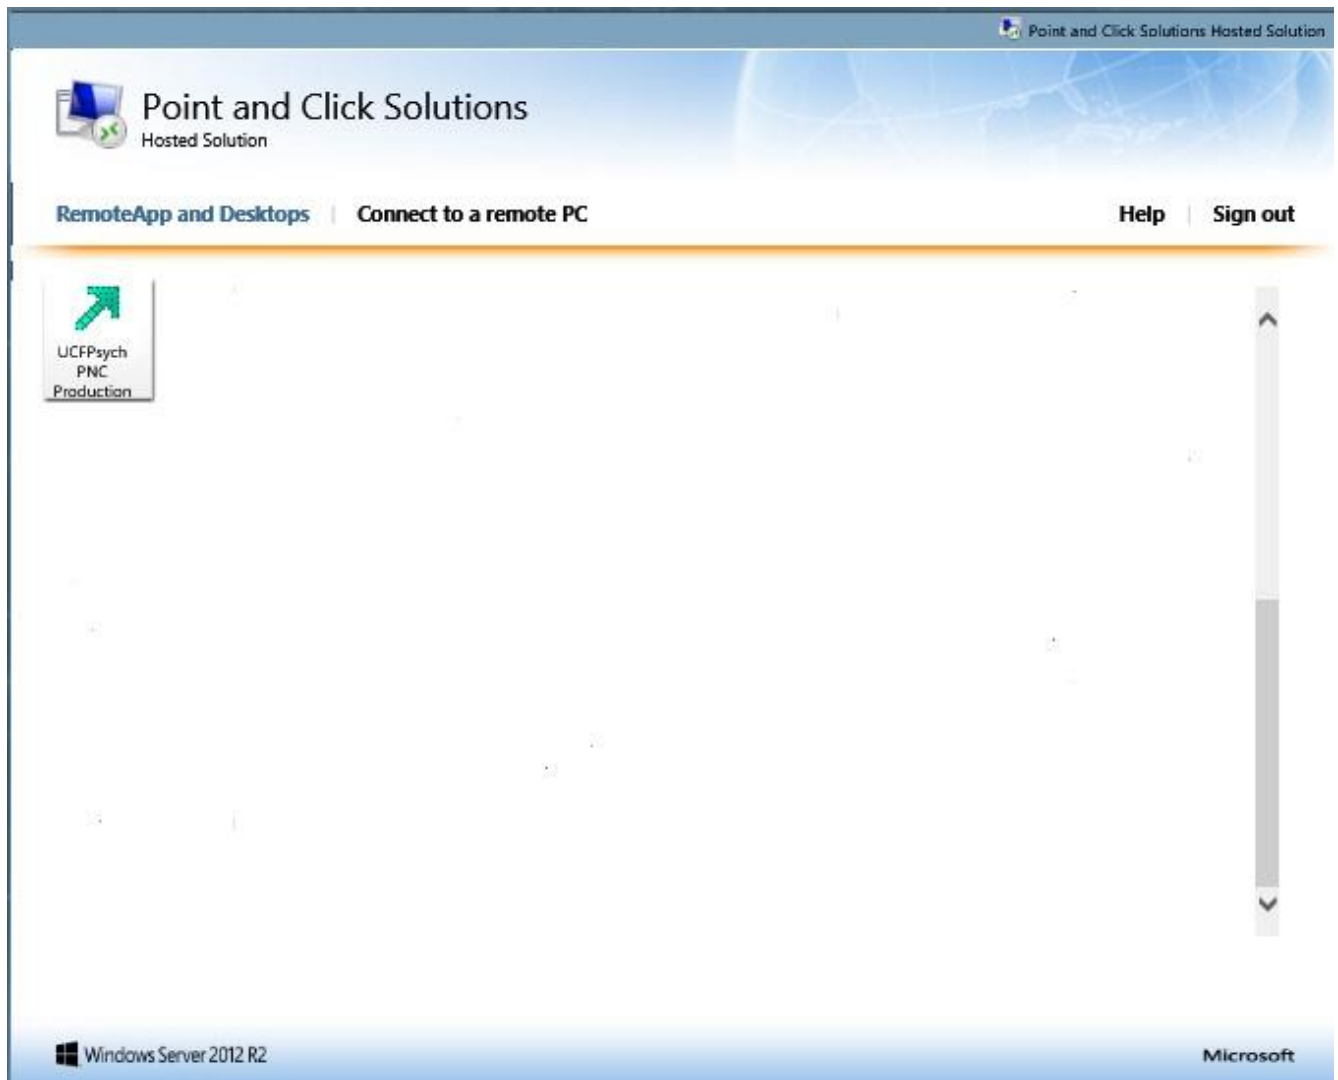 Point and Click Solutions Hosted Solution
Point and Click Solutions
Hosted Solution
RemoteApp and Desktops
Connect to a remote PC
Help
Sign out
UCFPsych
PNC
Production
Windows Server 2012 R2
Microsoft